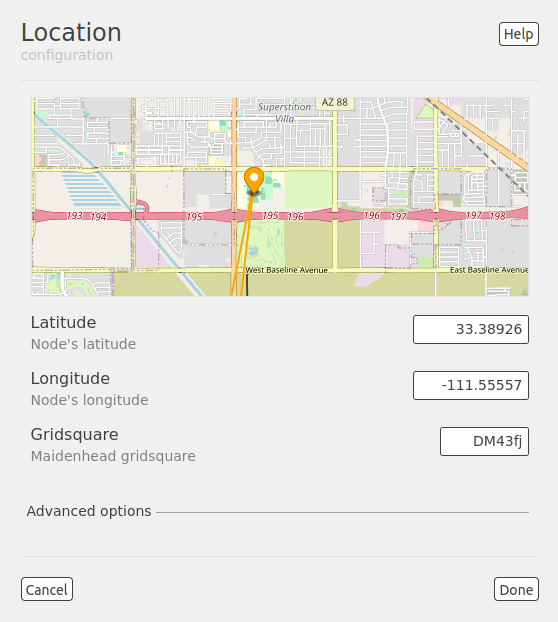 Location
Help
configuration
Superstition
Villa
AZ 88
193 194
195
195 196
196 197
197 198
West Baseline Avenue
East Baseline Avenue
Latitude
33.38926
Node's latitude
Longitude
-111.55557
Node's longitude
Gridsquare
DM43fj
Maidenhead gridsquare
Advanced options
Cancel
Done